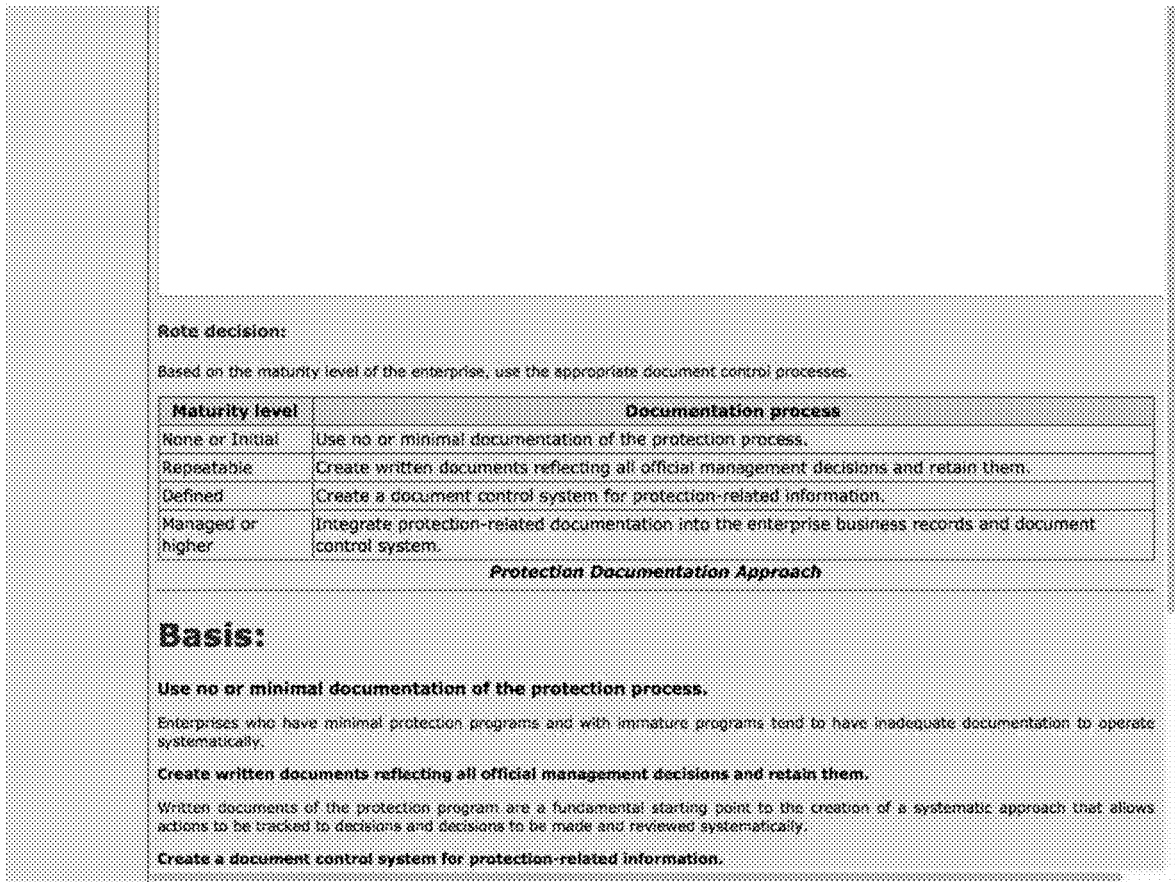 Rote decision:
Based on the maturity level of the enterprise, use the appropriate document control processes.
Maturity level Documentation process
None or Initial Use no or minimal documentation of the protection process.
Repeatable Create written documents reflecting all official management decisions and retain them.
Defined Create a document control system for protection-related information.
Managed or Integrate protection-related documentation into the enterprise business records and document
higher control system.
Protection Documentation Approach
Basis:
Use no or minimal documentation of the protection process.
Enterprises who have minimal protection programs and with immature programs tend to have inadequate documentation to operate
systematically.
Create written documents reflecting all official management decisions and retain them.
Written documents of the protection program are a fundamental starting point to the creation of a systematic approach that allows
actions to be tracked to decisions and decisions to be made and reviewed systematically.
Create a document control system for protection-related information.